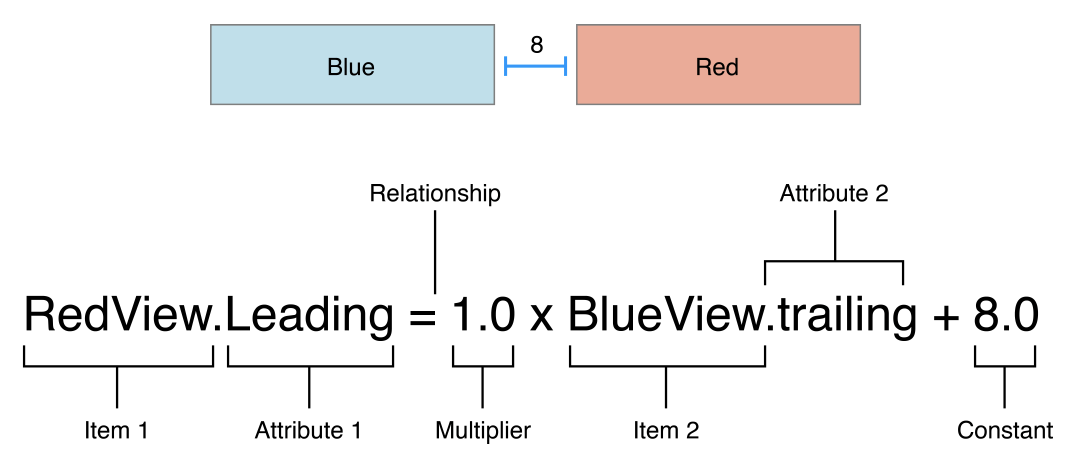 8
Blue
Red
Relationship
Attribute 2
RedView.Leading = 1.0 x BlueView.trailing + 8.0
Item 1
Attribute 1
Multiplier
Item 2
Constant